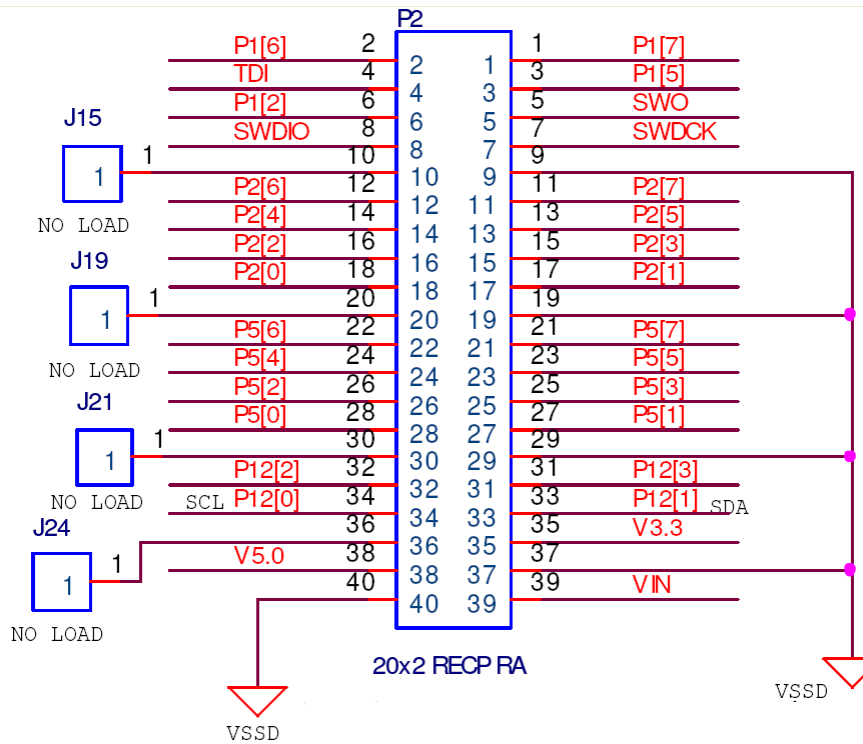 P2
P1[6] 2 1 P1[7]
TDI 4 2 1 3 P1[5]
P1[2] 6 4 3 5 SWO
J15 SWDIO 8 6 5 7 SWDCK
1 10 8 7 9
1 P2[6] 12 10 9 11 P2[7]
NO LOAD P2[4] 14 12 11 13 P2[5]
P2[2] 16 14 13 15 P2[3]
J19 P2[0] 18 16 15 17 P2[1]
1 20 18 17 19
1 P5[6] 22 20 19 21 P5[7]
NO LOAD P5[4] 24 22 21 23 P5[5]
P5[2] 26 24 23 25 P5[3]
J21 P5[0] 28 26 25 27 P5[1]
1 30 28 27 29
1 P12[2] 32 30 29 31 P12[3]
NO LOAD SCL P12[0] 34 32 31 33 P12[1] SDA
J24 36 34 33 35 V3.3
1 V5.0 38 36 35 37
1 40 38 37 39 VIN
40 39
NO LOAD
20x2 RECP RA
VSSD
VSSD